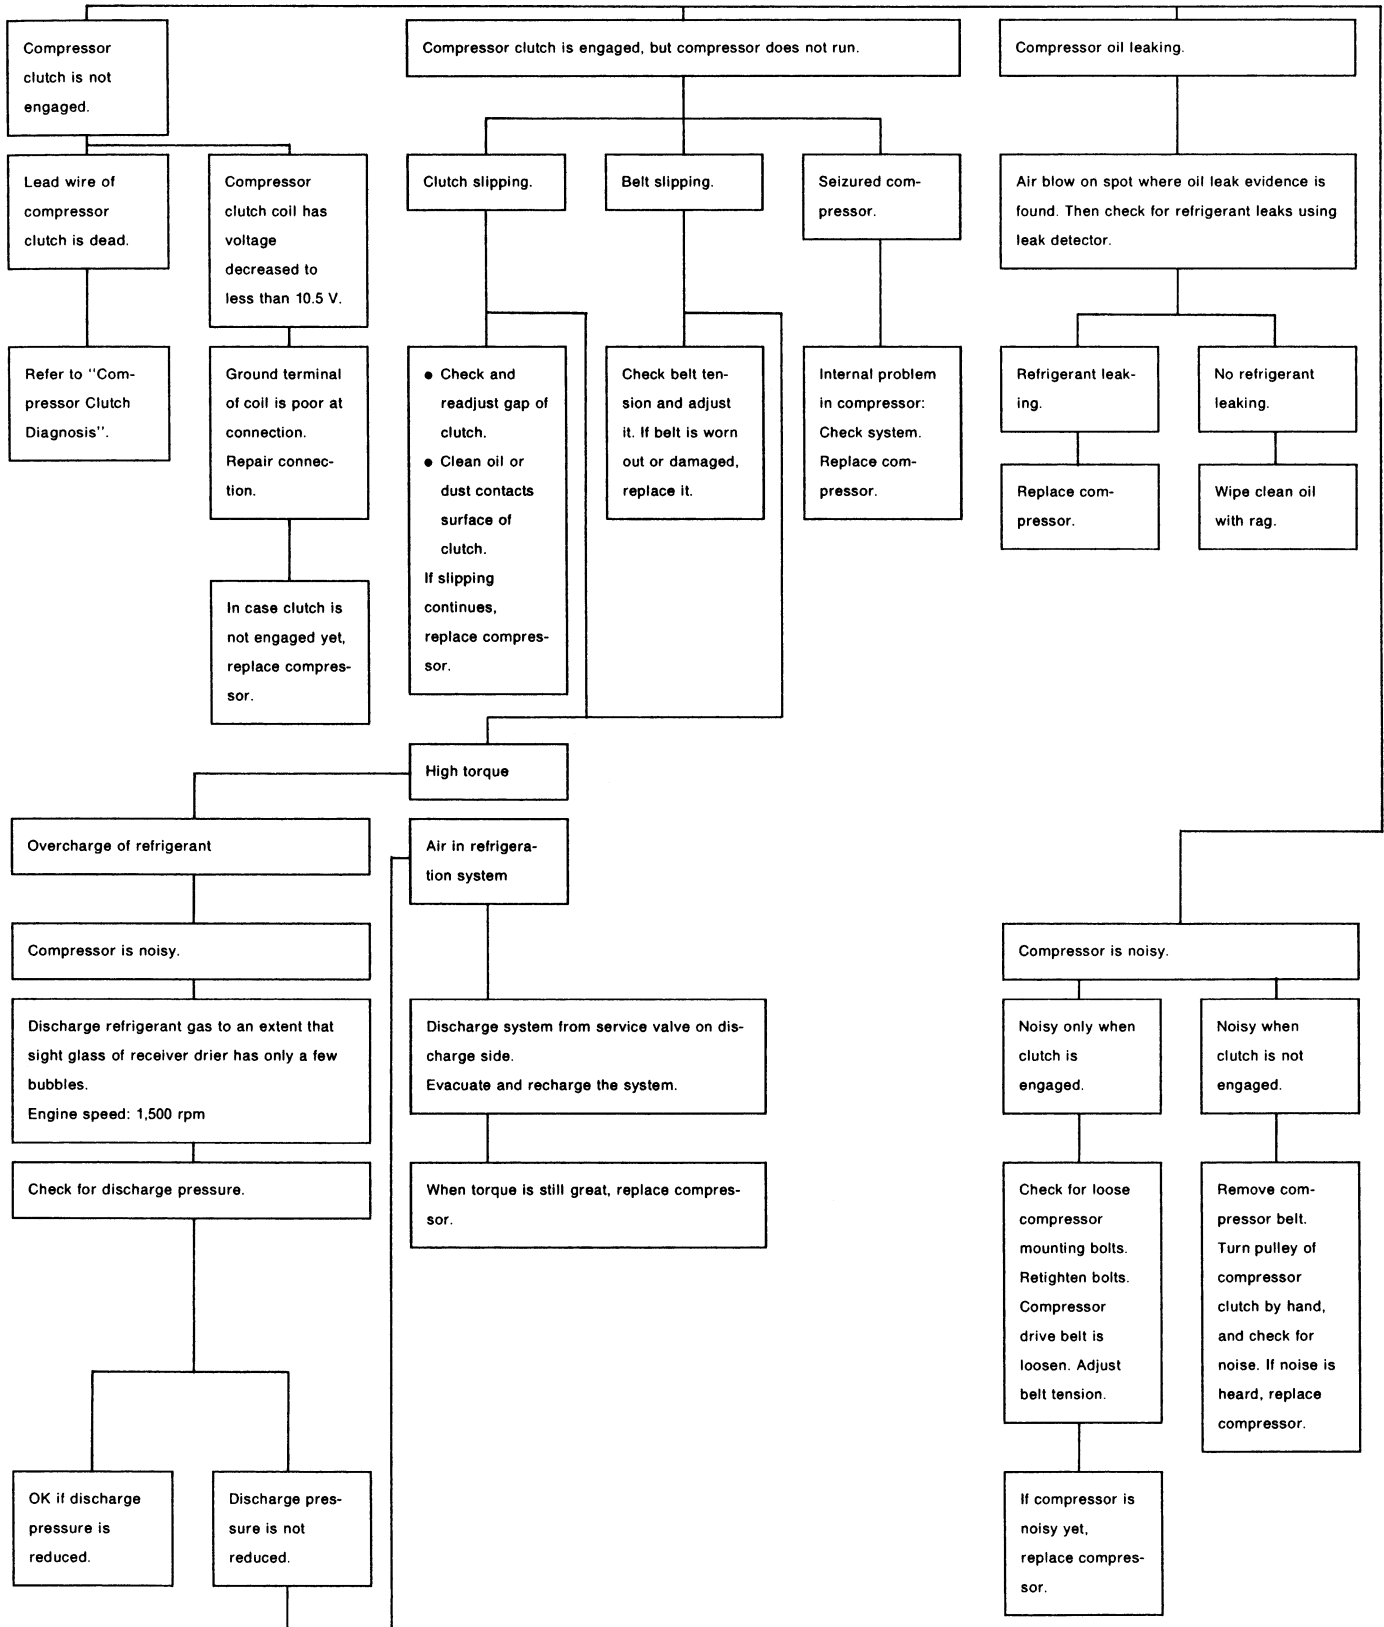 Compressor
clutch is not
engaged.
Compressor clutch is engaged, but compressor does not run.
Compressor oil leaking.
Lead wire of
compressor
clutch is dead.
Compressor
clutch coil has
voltage
decreased to
less than 10.5 V.
Clutch slipping.
Belt slipping.
Seizured com-
pressor.
Air blow on spot where oil leak evidence is
found. Then check for refrigerant leaks using
leak detector.
Refer to "Com-
pressor Clutch
Diagnosis".
Ground terminal
of coil is poor at
connection.
Repair connec-
tion.
● Check and
readjust gap of
clutch.
● Clean oil or
dust contacts
surface of
clutch.
If slipping
continues,
replace compres-
sor.
Check belt ten-
sion and adjust
it. If belt is worn
out or damaged,
replace it.
Internal problem
in compressor:
Check system.
Replace com-
pressor.
Refrigerant leak-
ing.
No refrigerant
leaking.
Replace com-
pressor.
Wipe clean oil
with rag.
In case clutch is
not engaged yet,
replace compres-
sor.
High torque
Overcharge of refrigerant
Air in refrigera-
tion system
Compressor is noisy.
Compressor is noisy.
Discharge refrigerant gas to an extent that
sight glass of receiver drier has only a few
bubbles.
Engine speed: 1,500 rpm
Discharge system from service valve on dis-
charge side.
Evacuate and recharge the system.
Noisy only when
clutch is
engaged.
Noisy when
clutch is not
engaged.
Check for discharge pressure.
When torque is still great, replace compres-
sor.
Check for loose
compressor
mounting bolts.
Retighten bolts.
Compressor
drive belt is
loosen. Adjust
belt tension.
Remove com-
pressor belt.
Turn pulley of
compressor
clutch by hand,
and check for
noise. If noise is
heard, replace
compressor.
OK if discharge
pressure is
reduced.
Discharge pres-
sure is not
reduced.
If compressor is
noisy yet,
replace compres-
sor.